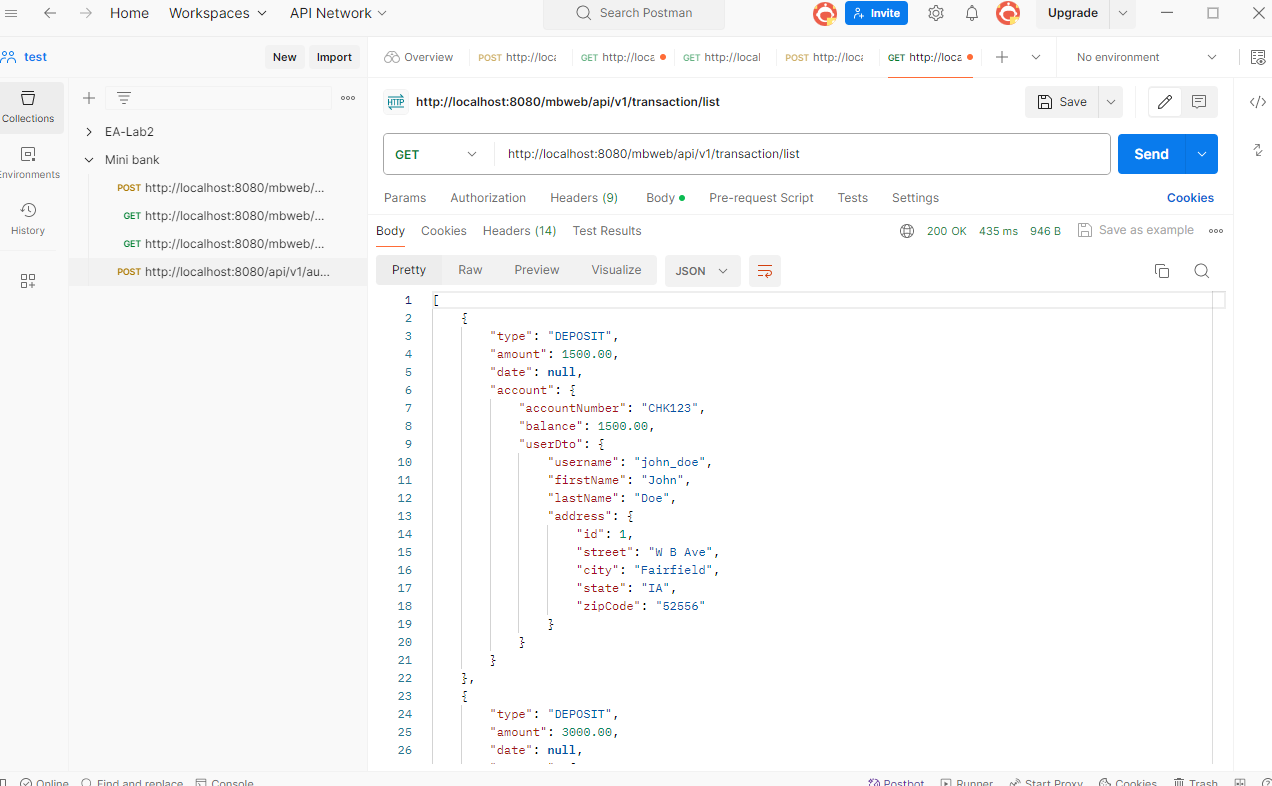 Home Workspaces API Network Search Postman Invite Upgrade
test New Import Overview POST http://loca GET http://loca GET http://local POST http://loca GET http://loca No environment
HTTP http://localhost:8080/mbweb/api/v1/transaction/list Save
Collections
EA-Lab2
Mini bank
GET http://localhost:8080/mbweb/api/v1/transaction/list Send
Environments
POST http://localhost:8080/mbweb/...
GET http://localhost:8080/mbweb/...
GET http://localhost:8080/mbweb/...
POST http://localhost:8080/api/v1/au...
History
Params Authorization Headers (9) Body Pre-request Script Tests Settings Cookies
Body Cookies Headers (14) Test Results 200 OK 435 ms 946 B Save as example
Pretty Raw Preview Visualize JSON
1 [
2 {
3 "type": "DEPOSIT",
4 "amount": 1500.00,
5 "date": null,
6 "account": {
7 "accountNumber": "CHK123",
8 "balance": 1500.00,
9 "userDto": {
10 "username": "john_doe",
11 "firstName": "John",
12 "lastName": "Doe",
13 "address": {
14 "id": 1,
15 "street": "W B Ave",
16 "city": "Fairfield",
17 "state": "IA",
18 "zipCode": "52556"
19 }
20 }
21 }
22 },
23 {
24 "type": "DEPOSIT",
25 "amount": 3000.00,
26 "date": null,
Online Find and replace Console Postbot Runner Start Proxy Cookies Trash